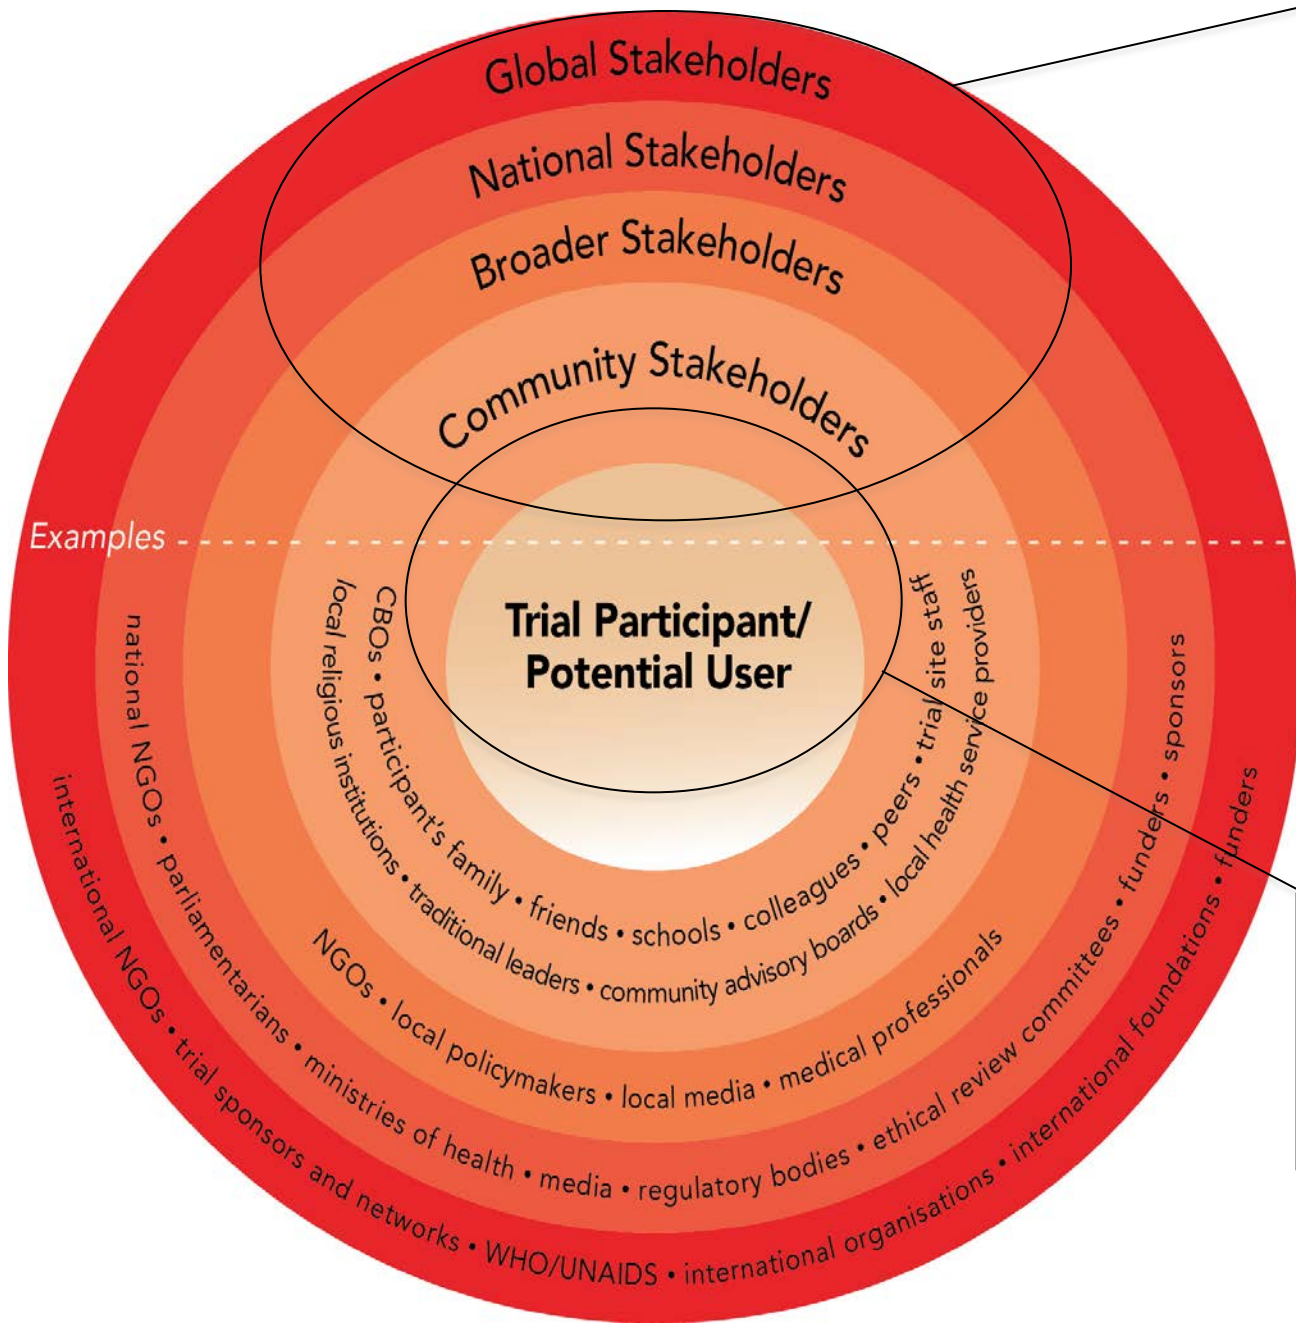 Global Stakeholders
National Stakeholders
Broader Stakeholders
Community Stakeholders
Examples
Trial Participant/
Potential User
CBOs • participant's family • friends • schools • colleagues • peers • trial site staff
local religious institutions • traditional leaders • community advisory boards • local health service providers
NGOs • local policymakers • local media • medical professionals
national NGOs • parliamentarians • ministries of health • media • regulatory bodies • ethical review committees • funders • sponsors
international NGOs • trial sponsors and networks • WHO/UNAIDS • international organisations • international foundations • funders